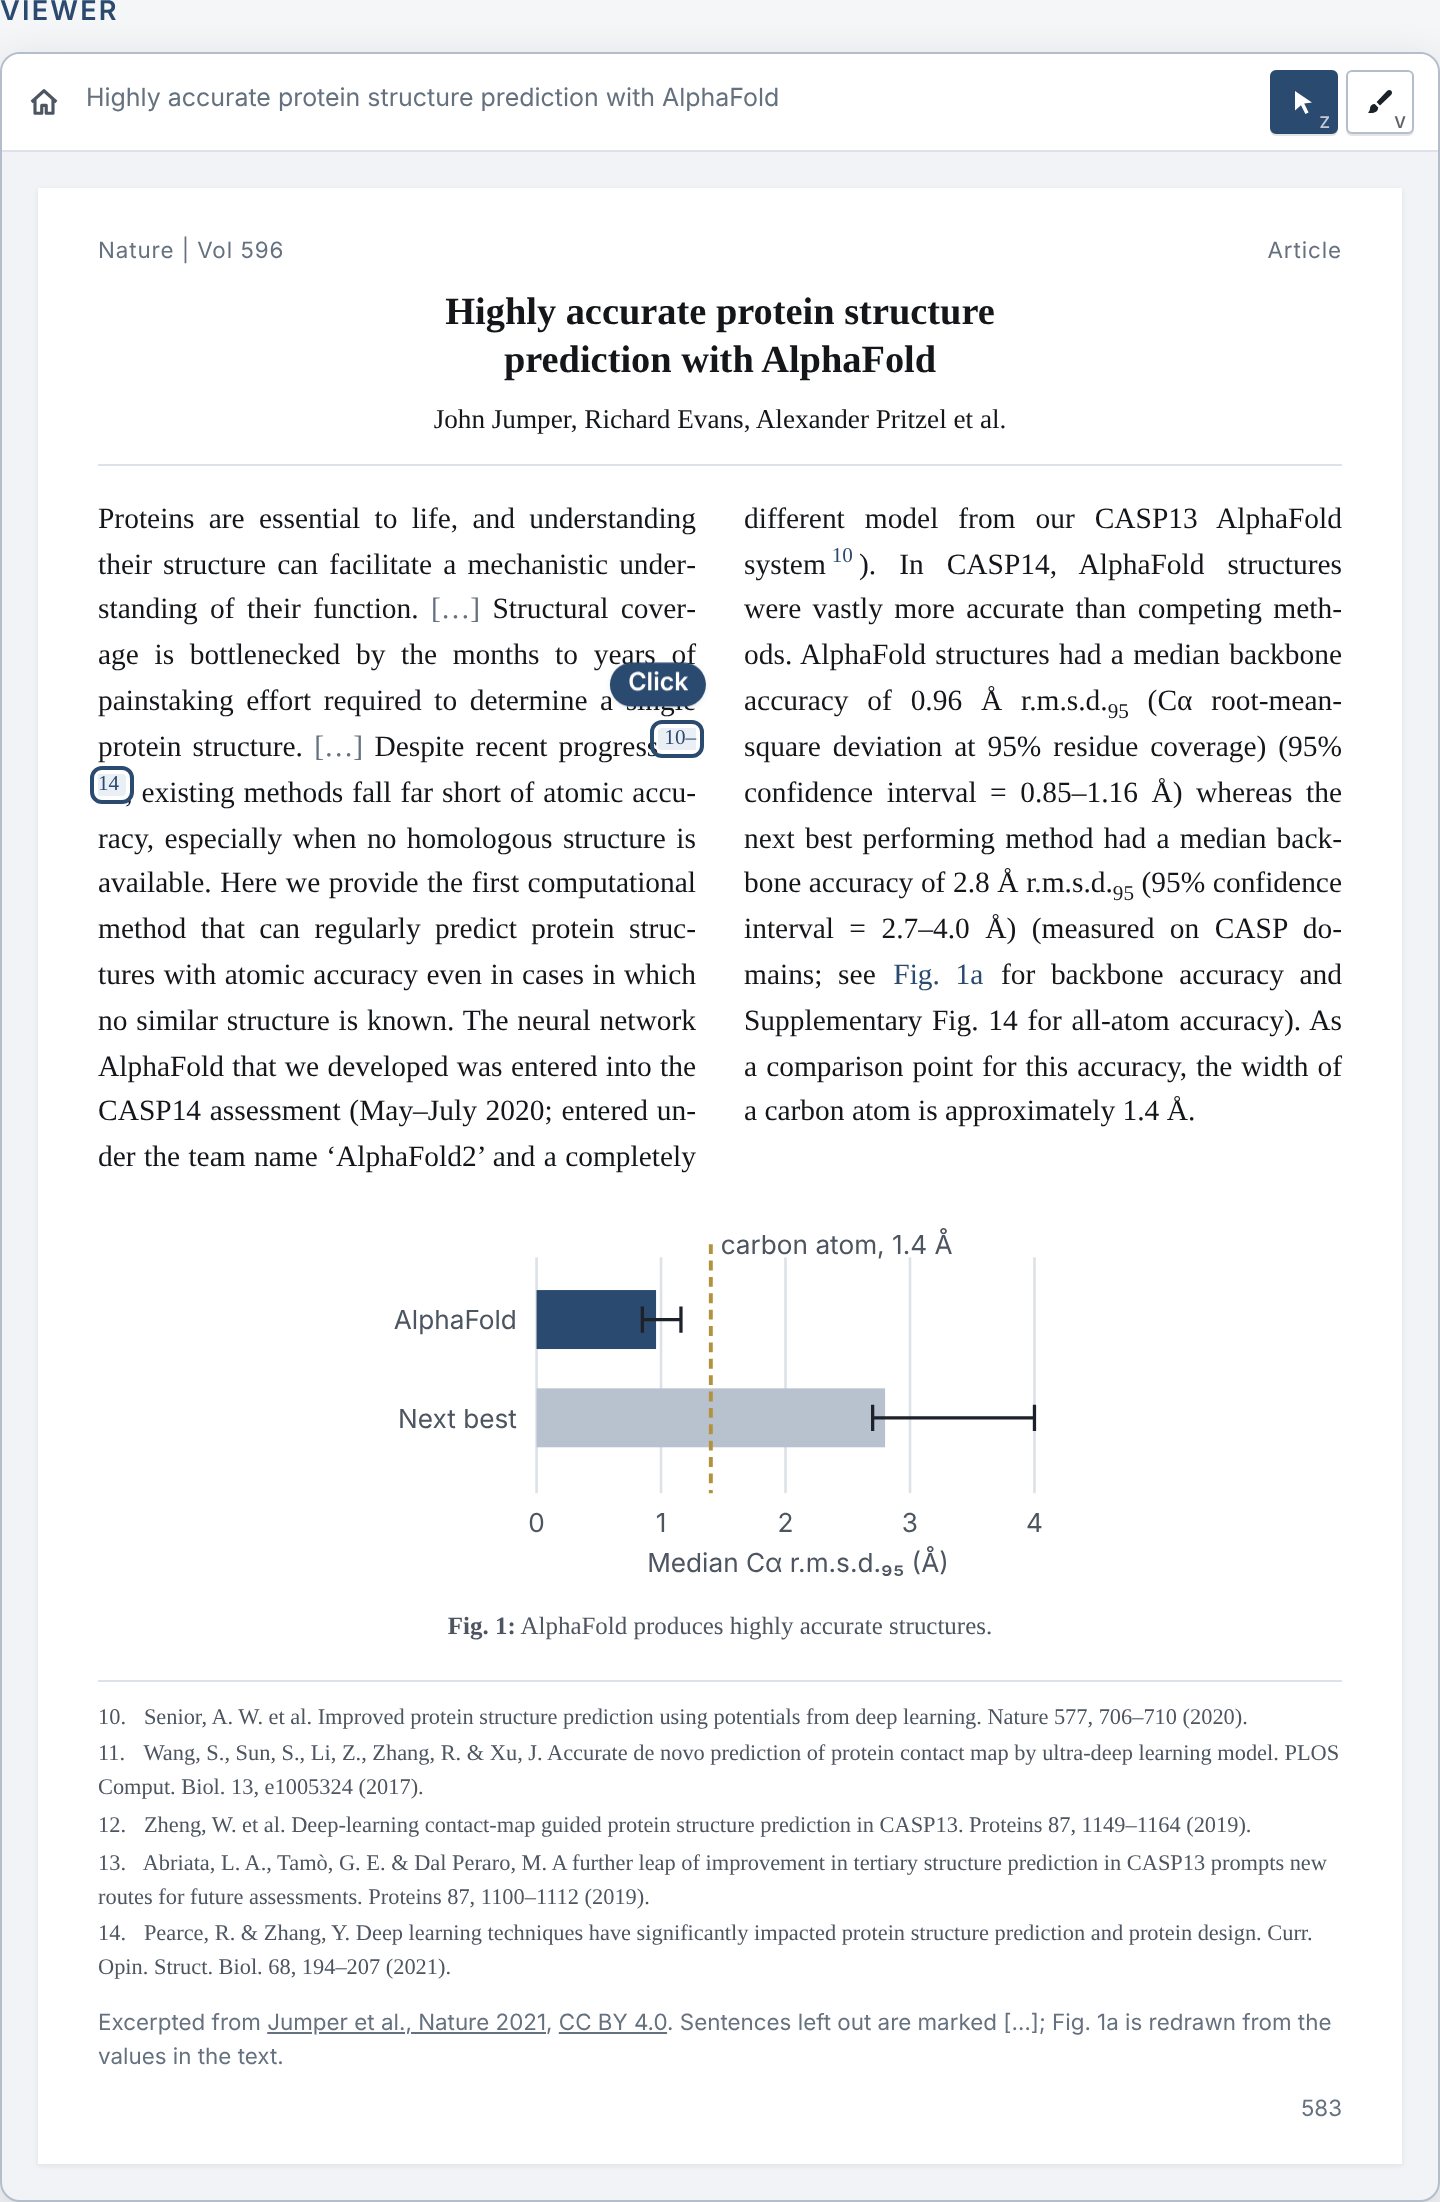 VIEWER
Highly accurate protein structure prediction with AlphaFold
Z
V
Nature | Vol 596
Article
Highly accurate protein structure
prediction with AlphaFold
John Jumper, Richard Evans, Alexander Pritzel et al.
Proteins are essential to life, and understanding
their structure can facilitate a mechanistic under-
standing of their function. […] Structural cover-
age is bottlenecked by the months to years of
Click
painstaking effort required to determine a single
protein structure. […] Despite recent progress 10–
14, existing methods fall far short of atomic accu-
racy, especially when no homologous structure is
available. Here we provide the first computational
method that can regularly predict protein struc-
tures with atomic accuracy even in cases in which
no similar structure is known. The neural network
AlphaFold that we developed was entered into the
CASP14 assessment (May–July 2020; entered un-
der the team name ‘AlphaFold2’ and a completely
different model from our CASP13 AlphaFold
system 10 ). In CASP14, AlphaFold structures
were vastly more accurate than competing meth-
ods. AlphaFold structures had a median backbone
accuracy of 0.96 Å r.m.s.d.95 (Cα root-mean-
square deviation at 95% residue coverage) (95%
confidence interval = 0.85–1.16 Å) whereas the
next best performing method had a median back-
bone accuracy of 2.8 Å r.m.s.d.95 (95% confidence
interval = 2.7–4.0 Å) (measured on CASP do-
mains; see Fig. 1a for backbone accuracy and
Supplementary Fig. 14 for all-atom accuracy). As
a comparison point for this accuracy, the width of
a carbon atom is approximately 1.4 Å.
carbon atom, 1.4 Å
AlphaFold
Next best
0 1 2 3 4
Median Cα r.m.s.d.₉₅ (Å)
Fig. 1: AlphaFold produces highly accurate structures.
10. Senior, A. W. et al. Improved protein structure prediction using potentials from deep learning. Nature 577, 706–710 (2020).
11. Wang, S., Sun, S., Li, Z., Zhang, R. & Xu, J. Accurate de novo prediction of protein contact map by ultra-deep learning model. PLOS
Comput. Biol. 13, e1005324 (2017).
12. Zheng, W. et al. Deep-learning contact-map guided protein structure prediction in CASP13. Proteins 87, 1149–1164 (2019).
13. Abriata, L. A., Tamò, G. E. & Dal Peraro, M. A further leap of improvement in tertiary structure prediction in CASP13 prompts new
routes for future assessments. Proteins 87, 1100–1112 (2019).
14. Pearce, R. & Zhang, Y. Deep learning techniques have significantly impacted protein structure prediction and protein design. Curr.
Opin. Struct. Biol. 68, 194–207 (2021).
Excerpted from Jumper et al., Nature 2021, CC BY 4.0. Sentences left out are marked […]; Fig. 1a is redrawn from the
values in the text.
583